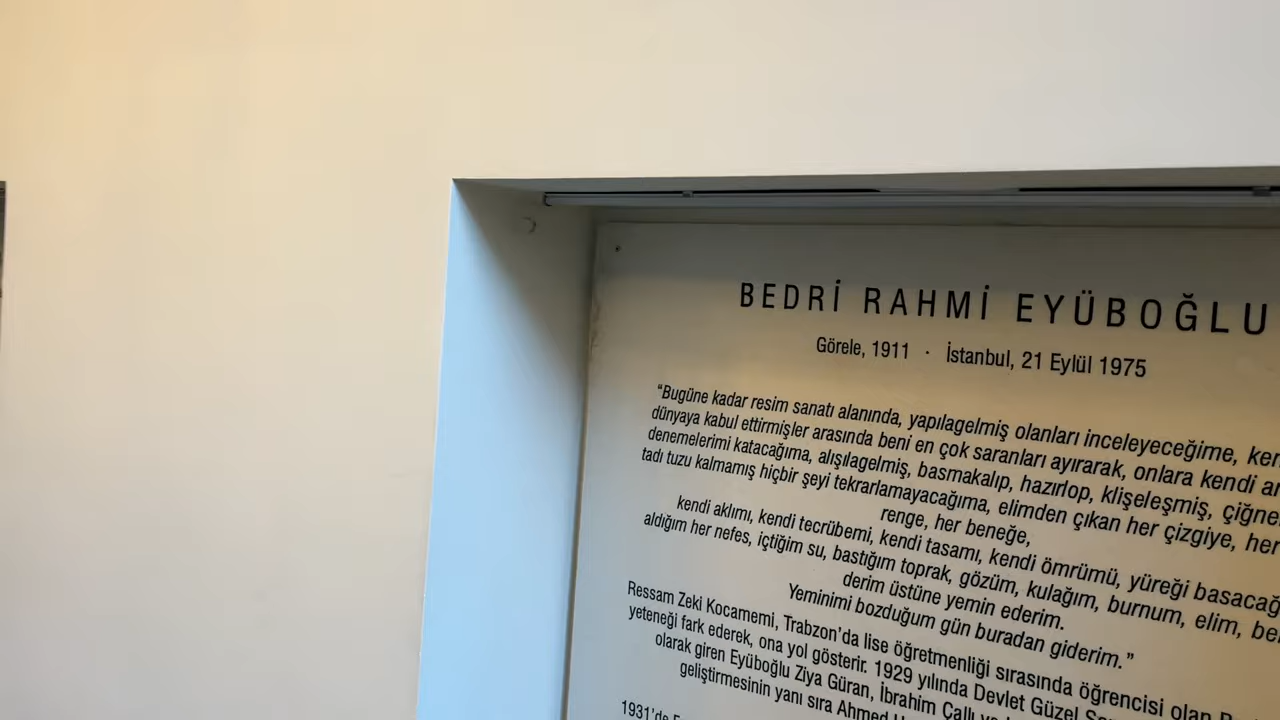 BEDRİ RAHMİ EYÜBOĞLU
Görele, 1911 · İstanbul, 21 Eylül 1975
“Bugüne kadar resim sanatı alanında, yapılagelmiş olanları inceleyeceğime,
dünyaya kabul ettirmişler arasında beni en çok saranları ayırarak, onlara kendi
denemelerimi katacağıma, alışılagelmiş, basmakalıp, hazırlop, klişeleşmiş,
tadı tuzu kalmamış hiçbir şeyi tekrarlamayacağıma, elimden çıkan her çizgiye, her
renge, her beneğe,
kendi aklımı, kendi tecrübemi, kendi tasamı, kendi ömrümü, yüreği
aldığım her nefes, içtiğim su, bastığım toprak, gözüm, kulağım, burnum, elim,
derim üstüne yemin ederim.
Yeminimi bozduğum gün buradan giderim.”
Ressam Zeki Kocamemi, Trabzon’da lise öğretmenliği sırasında öğrencisi olan
yeteneği fark ederek, ona yol gösterir. 1929 yılında Devlet Güzel
olarak giren Eyüboğlu Ziya Güran, İbrahim Çallı
geliştirmesinin yanı sıra Ahmed
1931’de